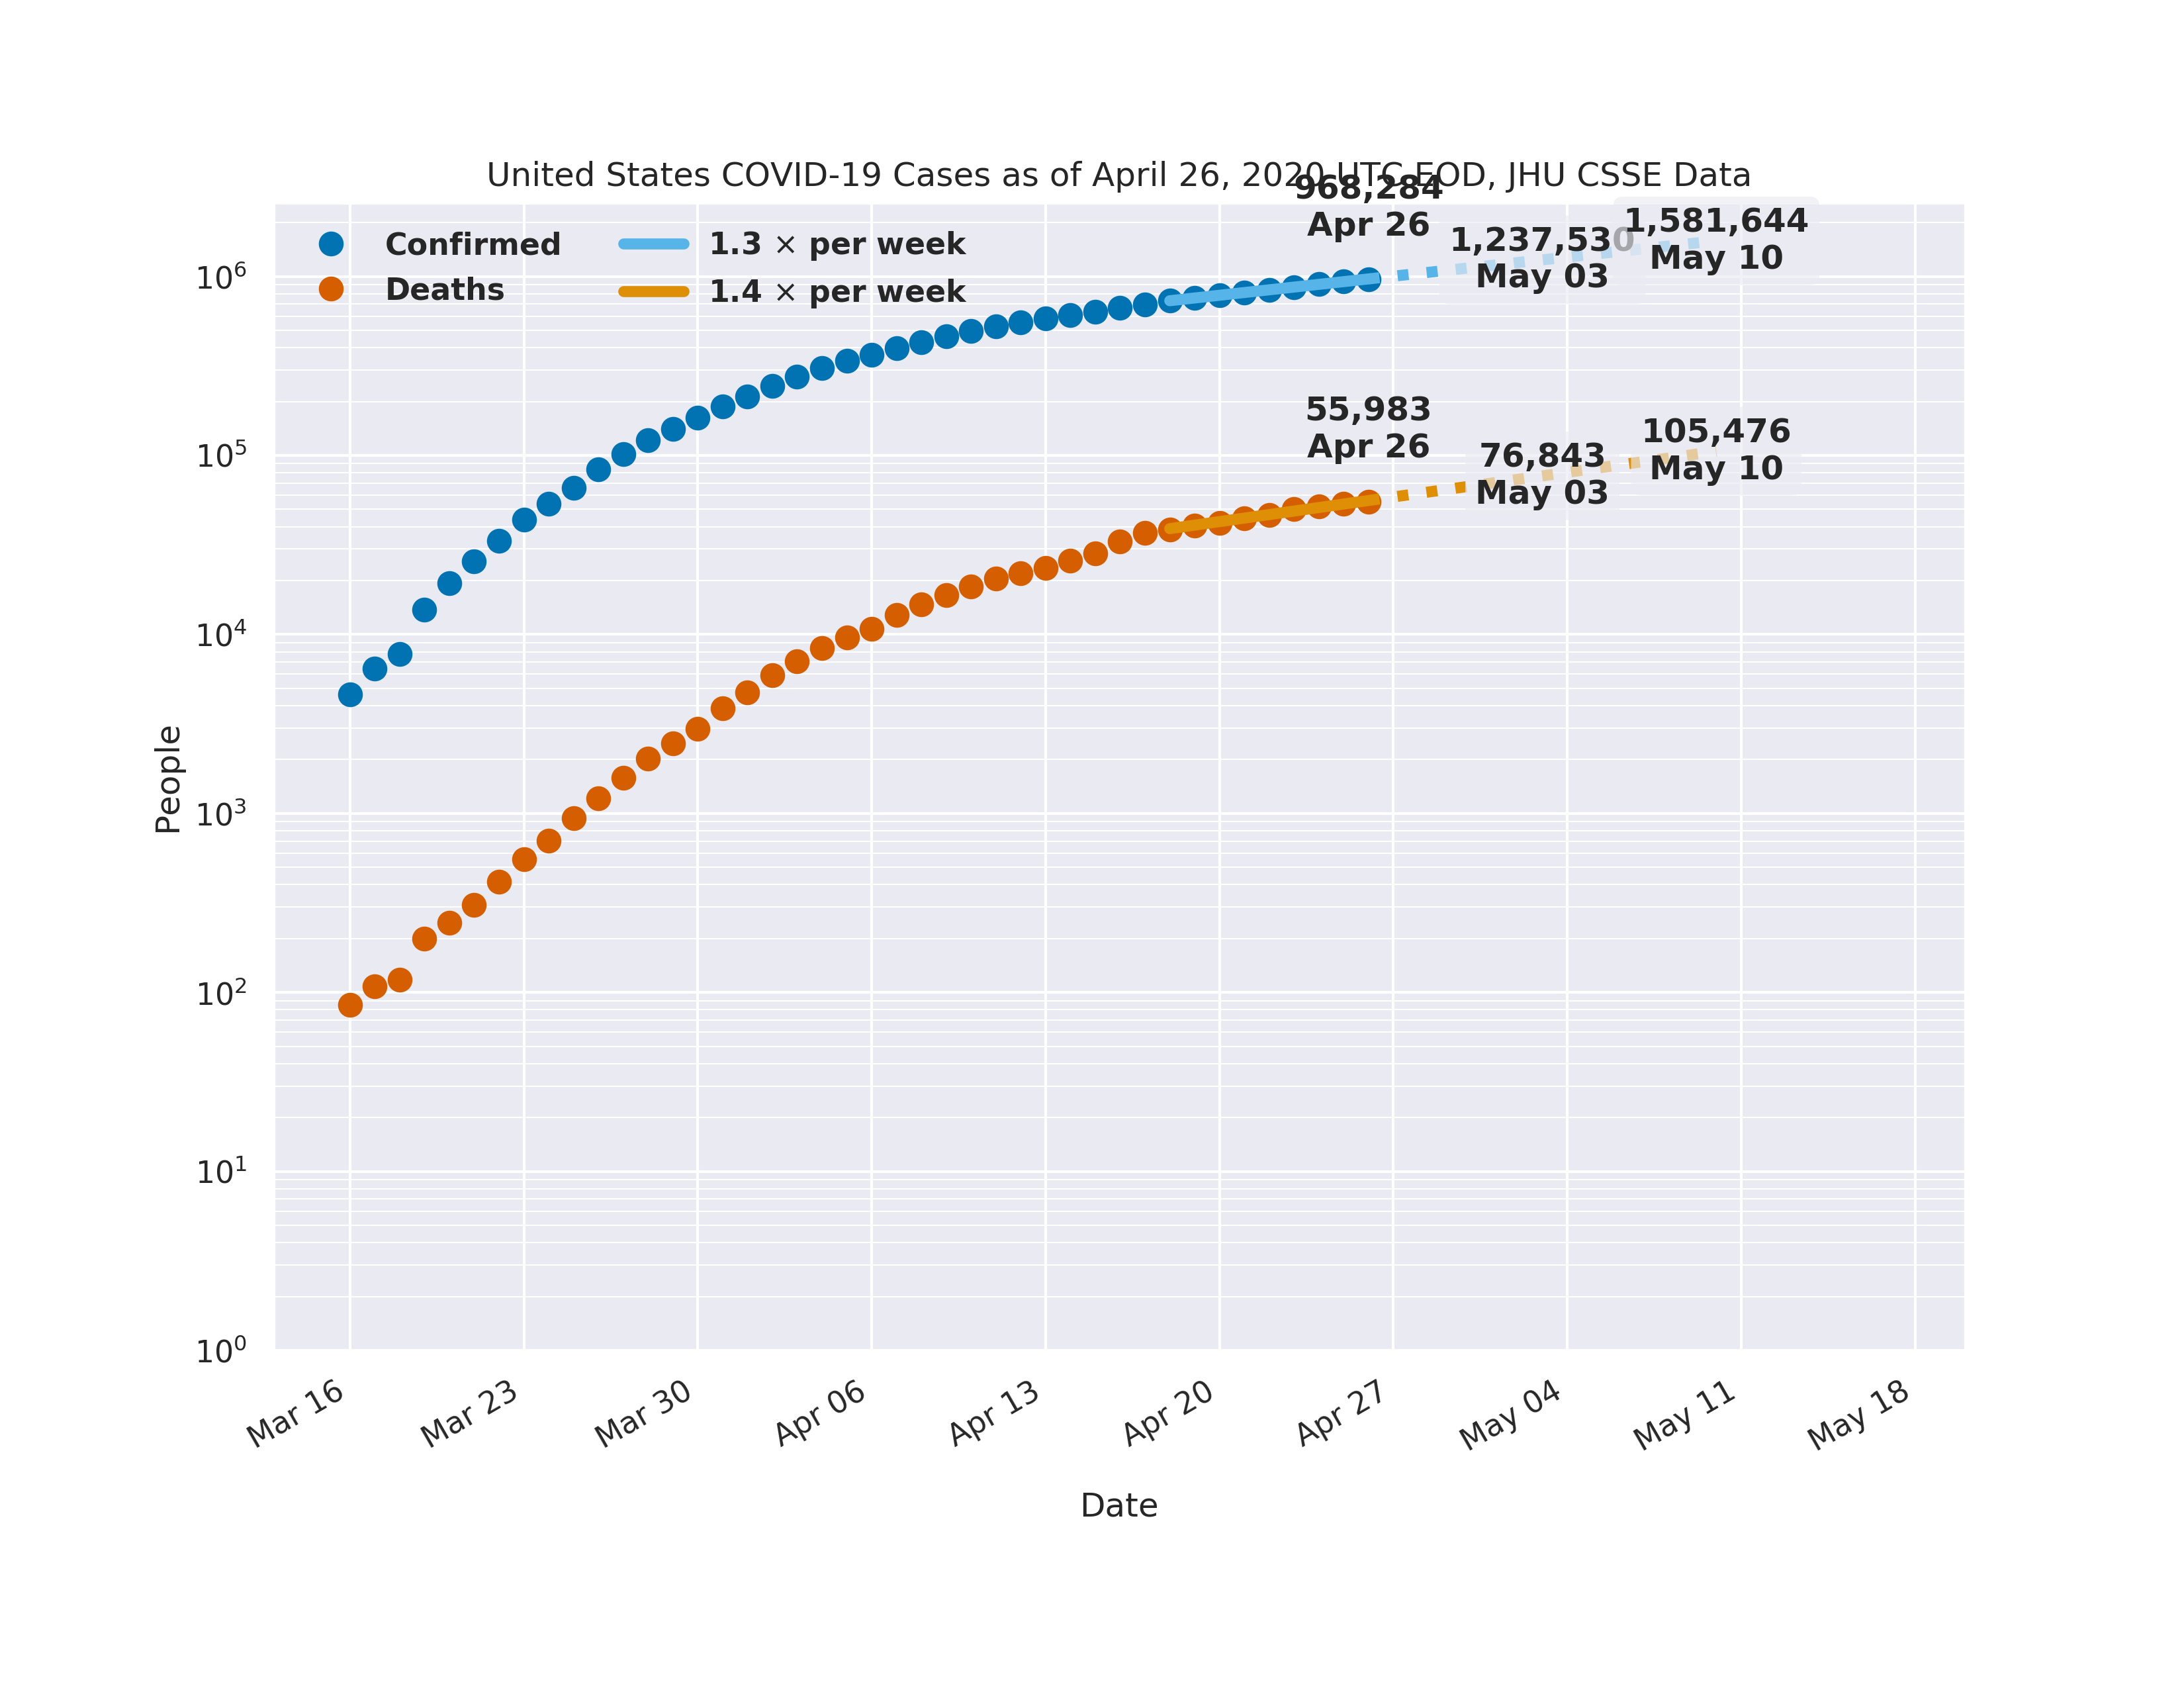 United States COVID-19 Cases as of April 26, 2020 UTC EOD, JHU CSSE Data
Confirmed
Deaths
1.3 × per week
1.4 × per week
968,284
Apr 26
1,237,530
May 03
1,581,644
May 10
55,983
Apr 26
76,843
May 03
105,476
May 10
People
10⁶
10⁵
10⁴
10³
10²
10¹
10⁰
Mar 16
Mar 23
Mar 30
Apr 06
Apr 13
Apr 20
Apr 27
May 04
May 11
May 18
Date